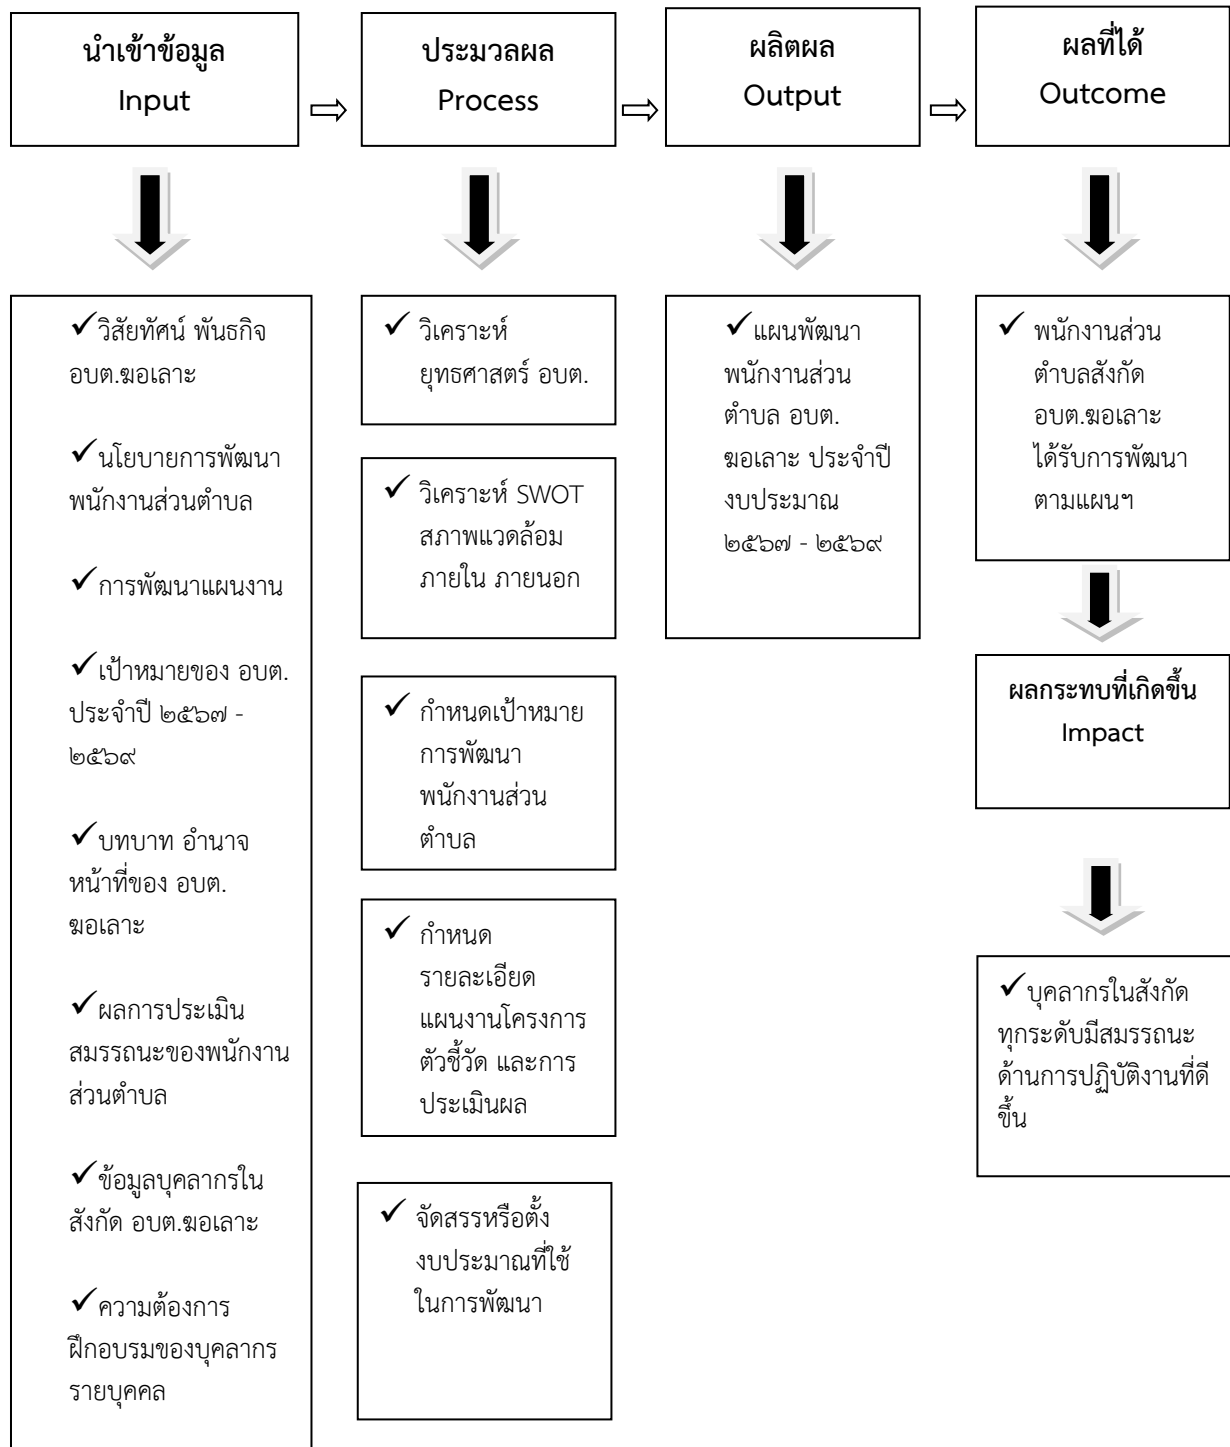 นำเข้าข้อมูล
Input
ประมวลผล
Process
ผลิตผล
Output
ผลที่ได้
Outcome
✓วิสัยทัศน์ พันธกิจ
อบต.ฆอเลาะ
✓นโยบายการพัฒนา
พนักงานส่วนตำบล
✓การพัฒนาแผนงาน
✓เป้าหมายของ อบต.
ประจำปี ๒๕๖๗ -
๒๕๖๙
✓บทบาท อำนาจ
หน้าที่ของ อบต.
ฆอเลาะ
✓ผลการประเมิน
สมรรถนะของพนักงาน
ส่วนตำบล
✓ข้อมูลบุคลากรใน
สังกัด อบต.ฆอเลาะ
✓ความต้องการ
ฝึกอบรมของบุคลากร
รายบุคคล
✓ วิเคราะห์
ยุทธศาสตร์ อบต.
✓ วิเคราะห์ SWOT
สภาพแวดล้อม
ภายใน ภายนอก
✓ กำหนดเป้าหมาย
การพัฒนา
พนักงานส่วน
ตำบล
✓ กำหนด
รายละเอียด
แผนงานโครงการ
ตัวชี้วัด และการ
ประเมินผล
✓ จัดสรรหรือตั้ง
งบประมาณที่ใช้
ในการพัฒนา
✓แผนพัฒนา
พนักงานส่วน
ตำบล อบต.
ฆอเลาะ ประจำปี
งบประมาณ
๒๕๖๗ - ๒๕๖๙
✓ พนักงานส่วน
ตำบลสังกัด
อบต.ฆอเลาะ
ได้รับการพัฒนา
ตามแผนฯ
ผลกระทบที่เกิดขึ้น
Impact
✓บุคลากรในสังกัด
ทุกระดับมีสมรรถนะ
ด้านการปฏิบัติงานที่ดี
ขึ้น